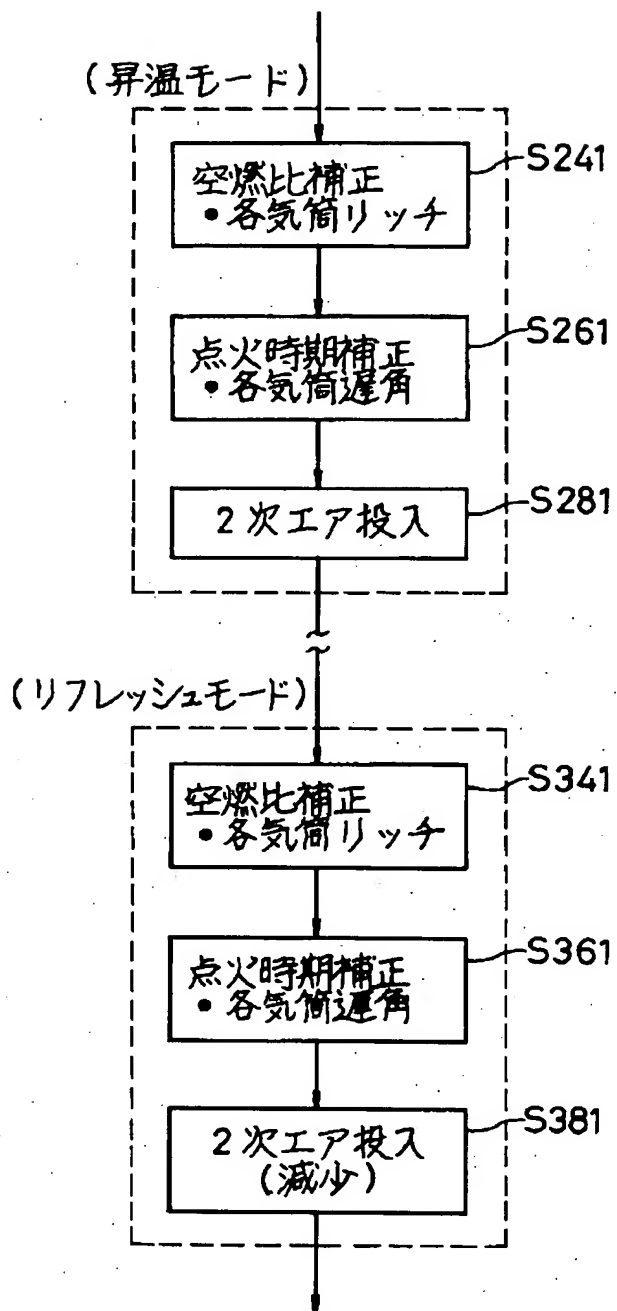 (昇温モード)
空燃比補正
• 各気筒リッチ
S241
点火時期補正
• 各気筒遅角
S261
2次エア投入
S281
(リフレッシュモード)
空燃比補正
• 各気筒リッチ
S341
点火時期補正
• 各気筒遅角
S361
2次エア投入
(減少)
S381